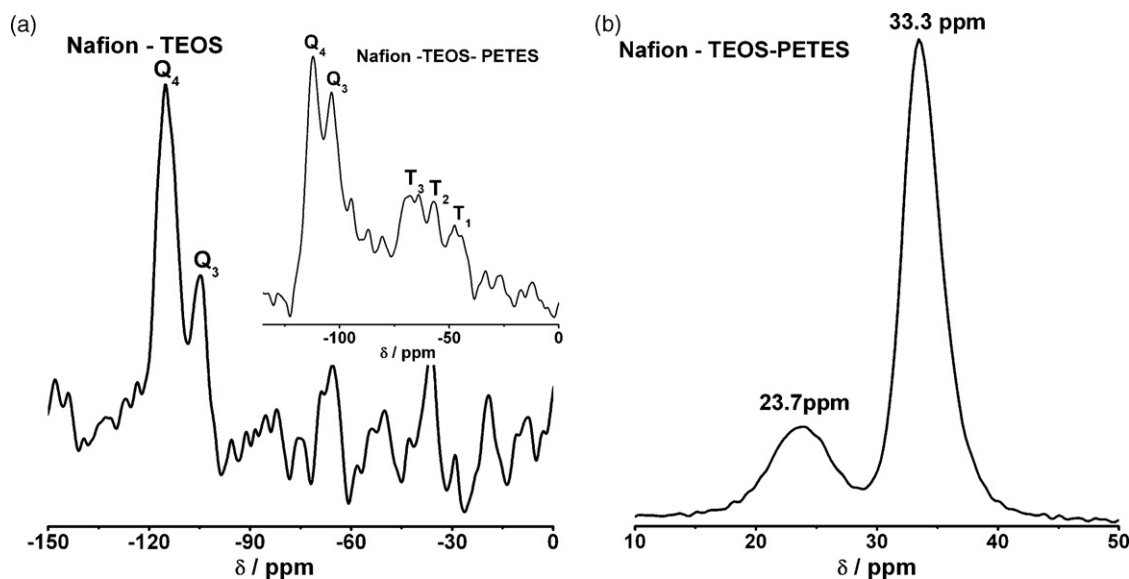 (a)
Nafion - TEOS
Q4
Q3
Nafion -TEOS- PETES
Q4
Q3
T3
T2
T1
-100
-50
0
δ / ppm
-150
-120
-90
-60
-30
0
δ / ppm
(b)
33.3 ppm
Nafion - TEOS-PETES
23.7ppm
10
20
30
40
50
δ / ppm